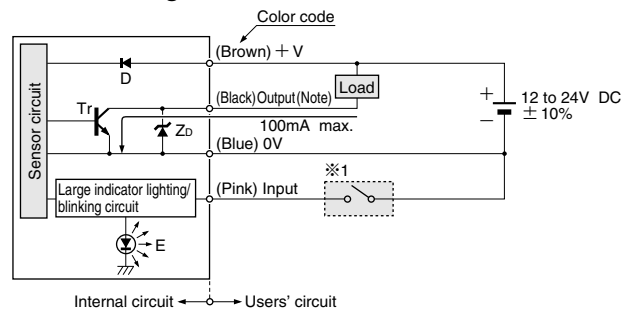 Color code
(Brown) + V
D
Sensor circuit
Tr
(Black) Output (Note)
Load
+
−
12 to 24V DC
± 10%
ZD
100mA max.
(Blue) 0V
※1
Large indicator lighting/
blinking circuit
(Pink) Input
E
Internal circuit
Users' circuit